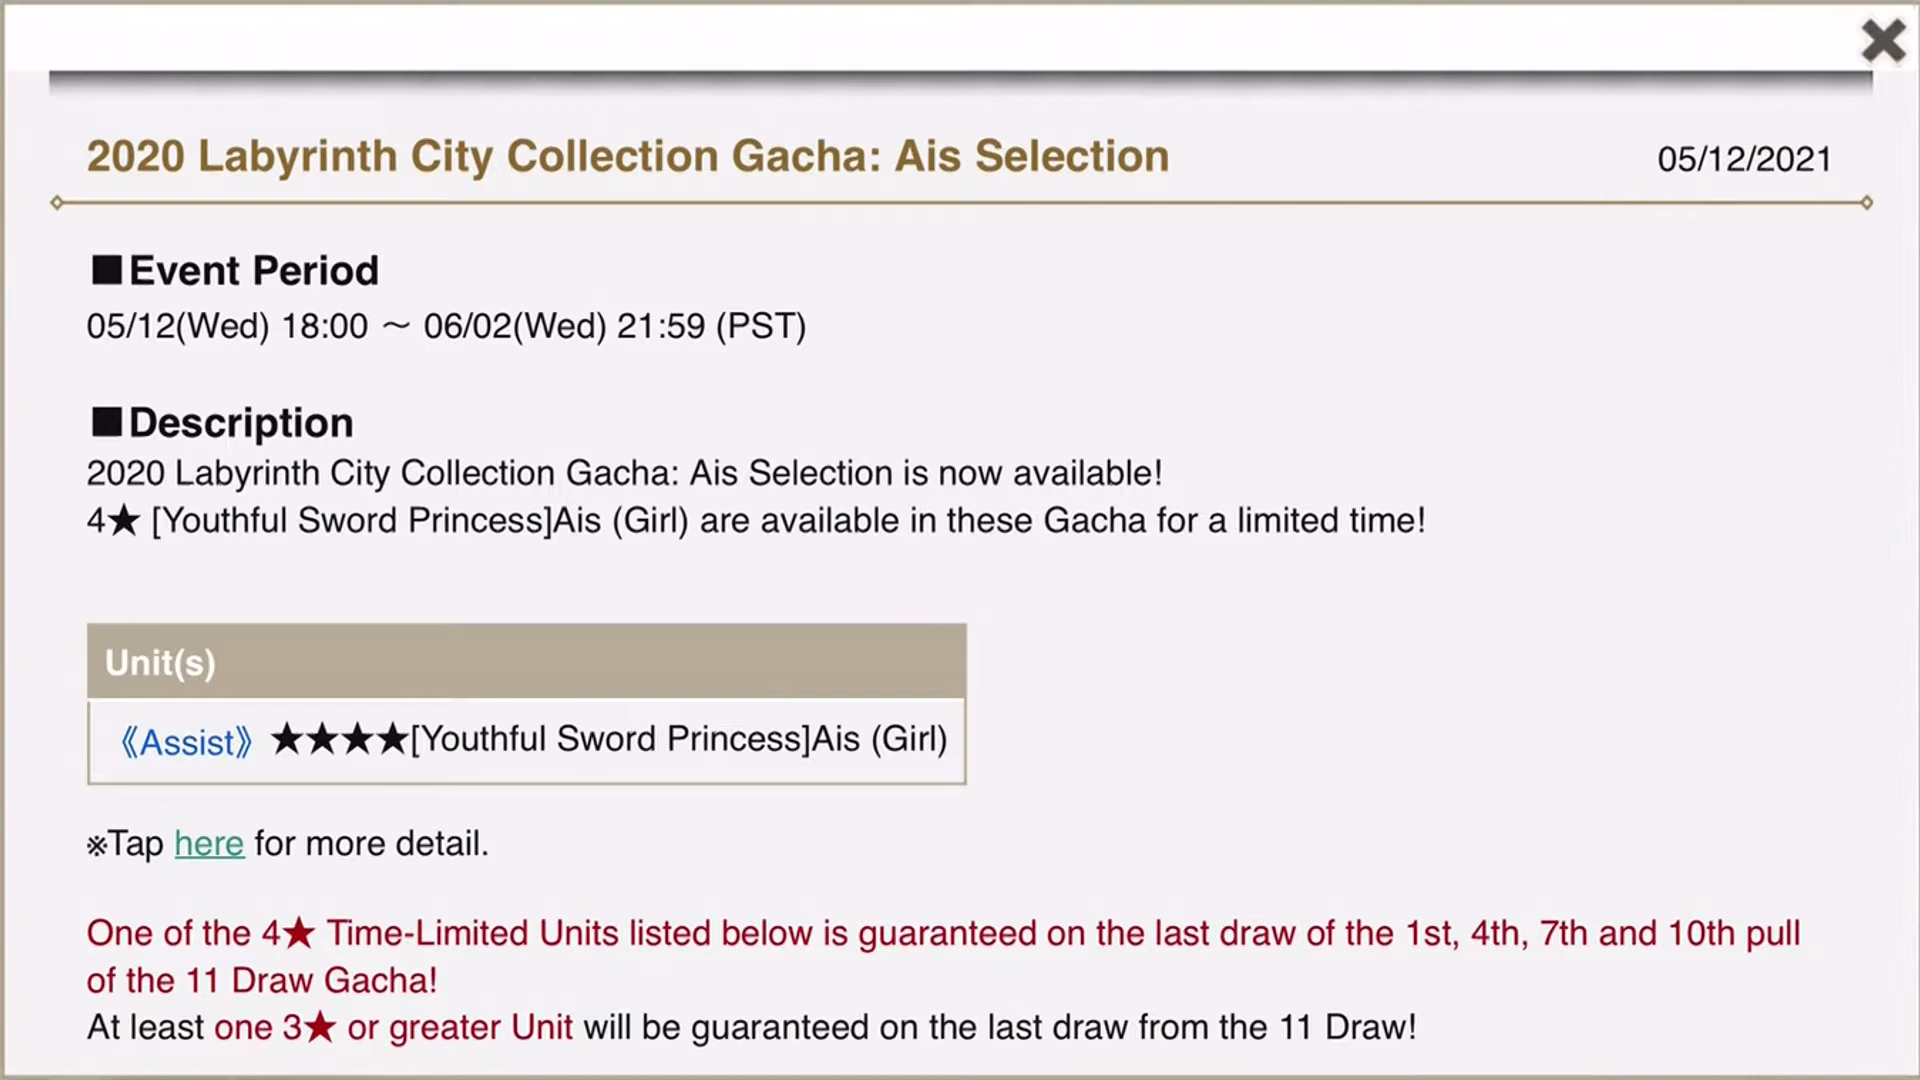 2020 Labyrinth City Collection Gacha: Ais Selection
05/12/2021
■Event Period
05/12(Wed) 18:00 ～ 06/02(Wed) 21:59 (PST)
■Description
2020 Labyrinth City Collection Gacha: Ais Selection is now available!
4★ [Youthful Sword Princess]Ais (Girl) are available in these Gacha for a limited time!
Unit(s)
《Assist》 ★★★★[Youthful Sword Princess]Ais (Girl)
※Tap here for more detail.
One of the 4★ Time-Limited Units listed below is guaranteed on the last draw of the 1st, 4th, 7th and 10th pull
of the 11 Draw Gacha!
At least one 3★ or greater Unit will be guaranteed on the last draw from the 11 Draw!